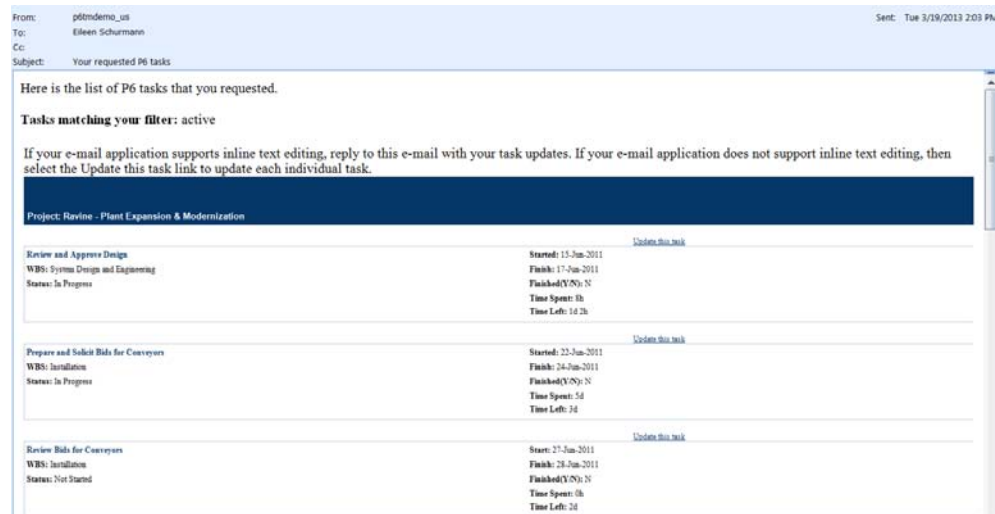 From: p6tmdemo_us Sent: Tue 3/19/2013 2:03 PM
To: Eileen Schurmann
Cc:
Subject: Your requested P6 tasks
Here is the list of P6 tasks that you requested.
Tasks matching your filter: active
If your e-mail application supports inline text editing, reply to this e-mail with your task updates. If your e-mail application does not support inline text editing, then
select the Update this task link to update each individual task.
Project: Ravine - Plant Expansion & Modernization
Update this task
Review and Approve Design Started: 15-Jun-2011
WBS: System Design and Engineering Finish: 17-Jun-2011
Status: In Progress Finished(Y/N): N
Time Spent: 8h
Time Left: 1d 2h
Update this task
Prepare and Solicit Bids for Conveyors Started: 22-Jun-2011
WBS: Installation Finish: 24-Jun-2011
Status: In Progress Finished(Y/N): N
Time Spent: 5d
Time Left: 3d
Update this task
Review Bids for Conveyors Start: 27-Jun-2011
WBS: Installation Finish: 28-Jun-2011
Status: Not Started Finished(Y/N): N
Time Spent: 0h
Time Left: 2d